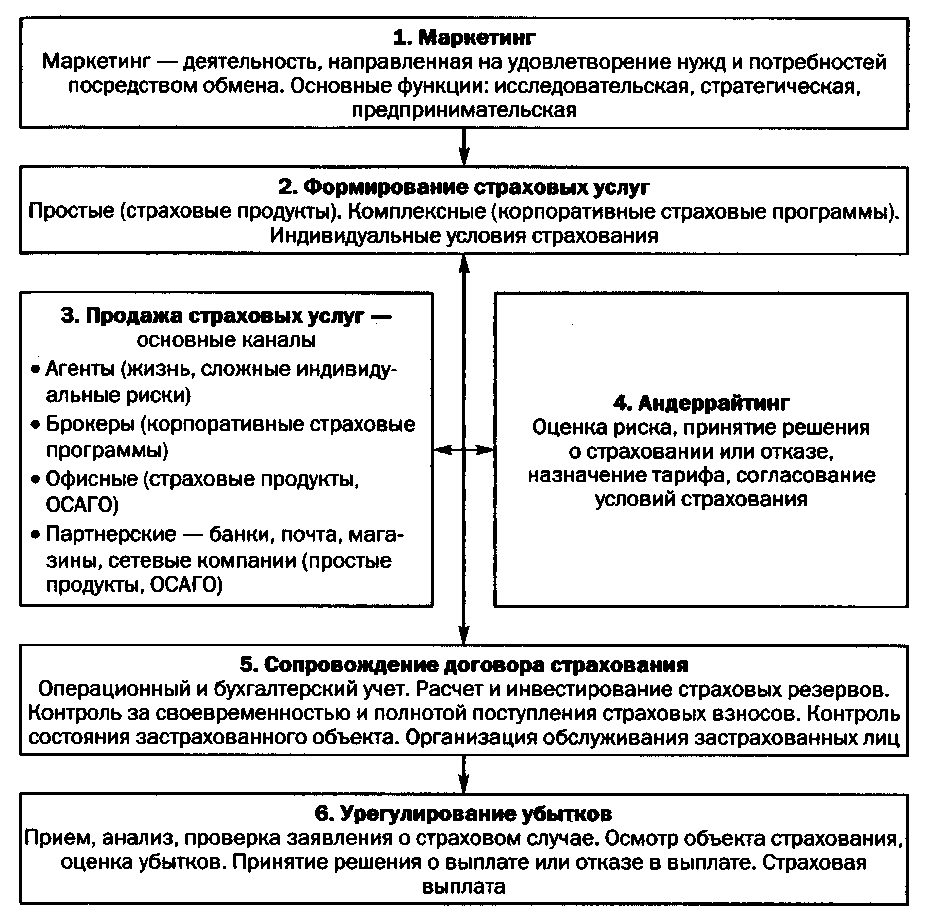 1. Маркетинг
Маркетинг — деятельность, направленная на удовлетворение нужд и потребностей
посредством обмена. Основные функции: исследовательская, стратегическая,
предпринимательская
2. Формирование страховых услуг
Простые (страховые продукты). Комплексные (корпоративные страховые программы).
Индивидуальные условия страхования
3. Продажа страховых услуг —
основные каналы
• Агенты (жизнь, сложные индивиду-
альные риски)
• Брокеры (корпоративные страховые
программы)
• Офисные (страховые продукты,
ОСАГО)
• Партнерские — банки, почта, мага-
зины, сетевые компании (простые
продукты, ОСАГО)
4. Андеррайтинг
Оценка риска, принятие решения
о страховании или отказе,
назначение тарифа, согласование
условий страхования
5. Сопровождение договора страхования
Операционный и бухгалтерский учет. Расчет и инвестирование страховых резервов.
Контроль за своевременностью и полнотой поступления страховых взносов. Контроль
состояния застрахованного объекта. Организация обслуживания застрахованных лиц
6. Урегулирование убытков
Прием, анализ, проверка заявления о страховом случае. Осмотр объекта страхования,
оценка убытков. Принятие решения о выплате или отказе в выплате. Страховая
выплата